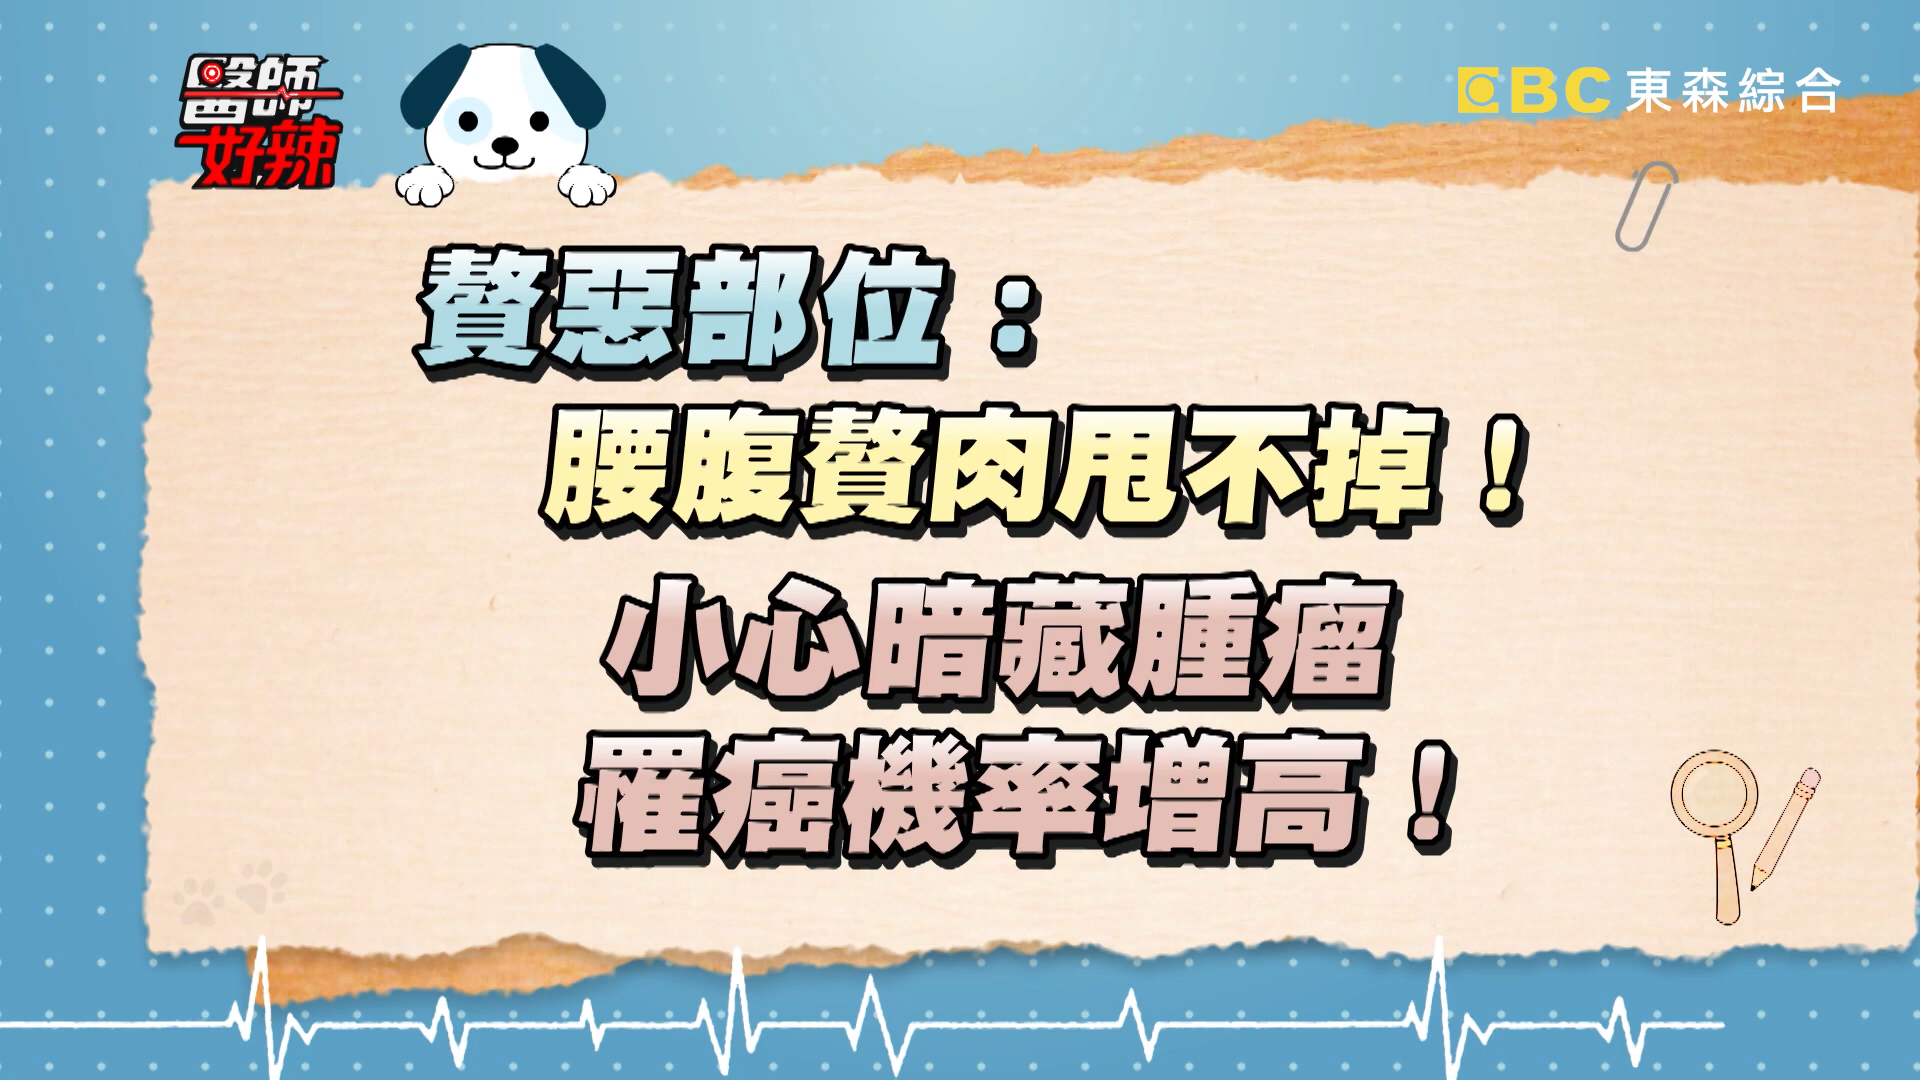 醫師
好辣
EBC 東森綜合
贅惡部位：
腰腹贅肉甩不掉！
小心暗藏腫瘤
罹癌機率增高！